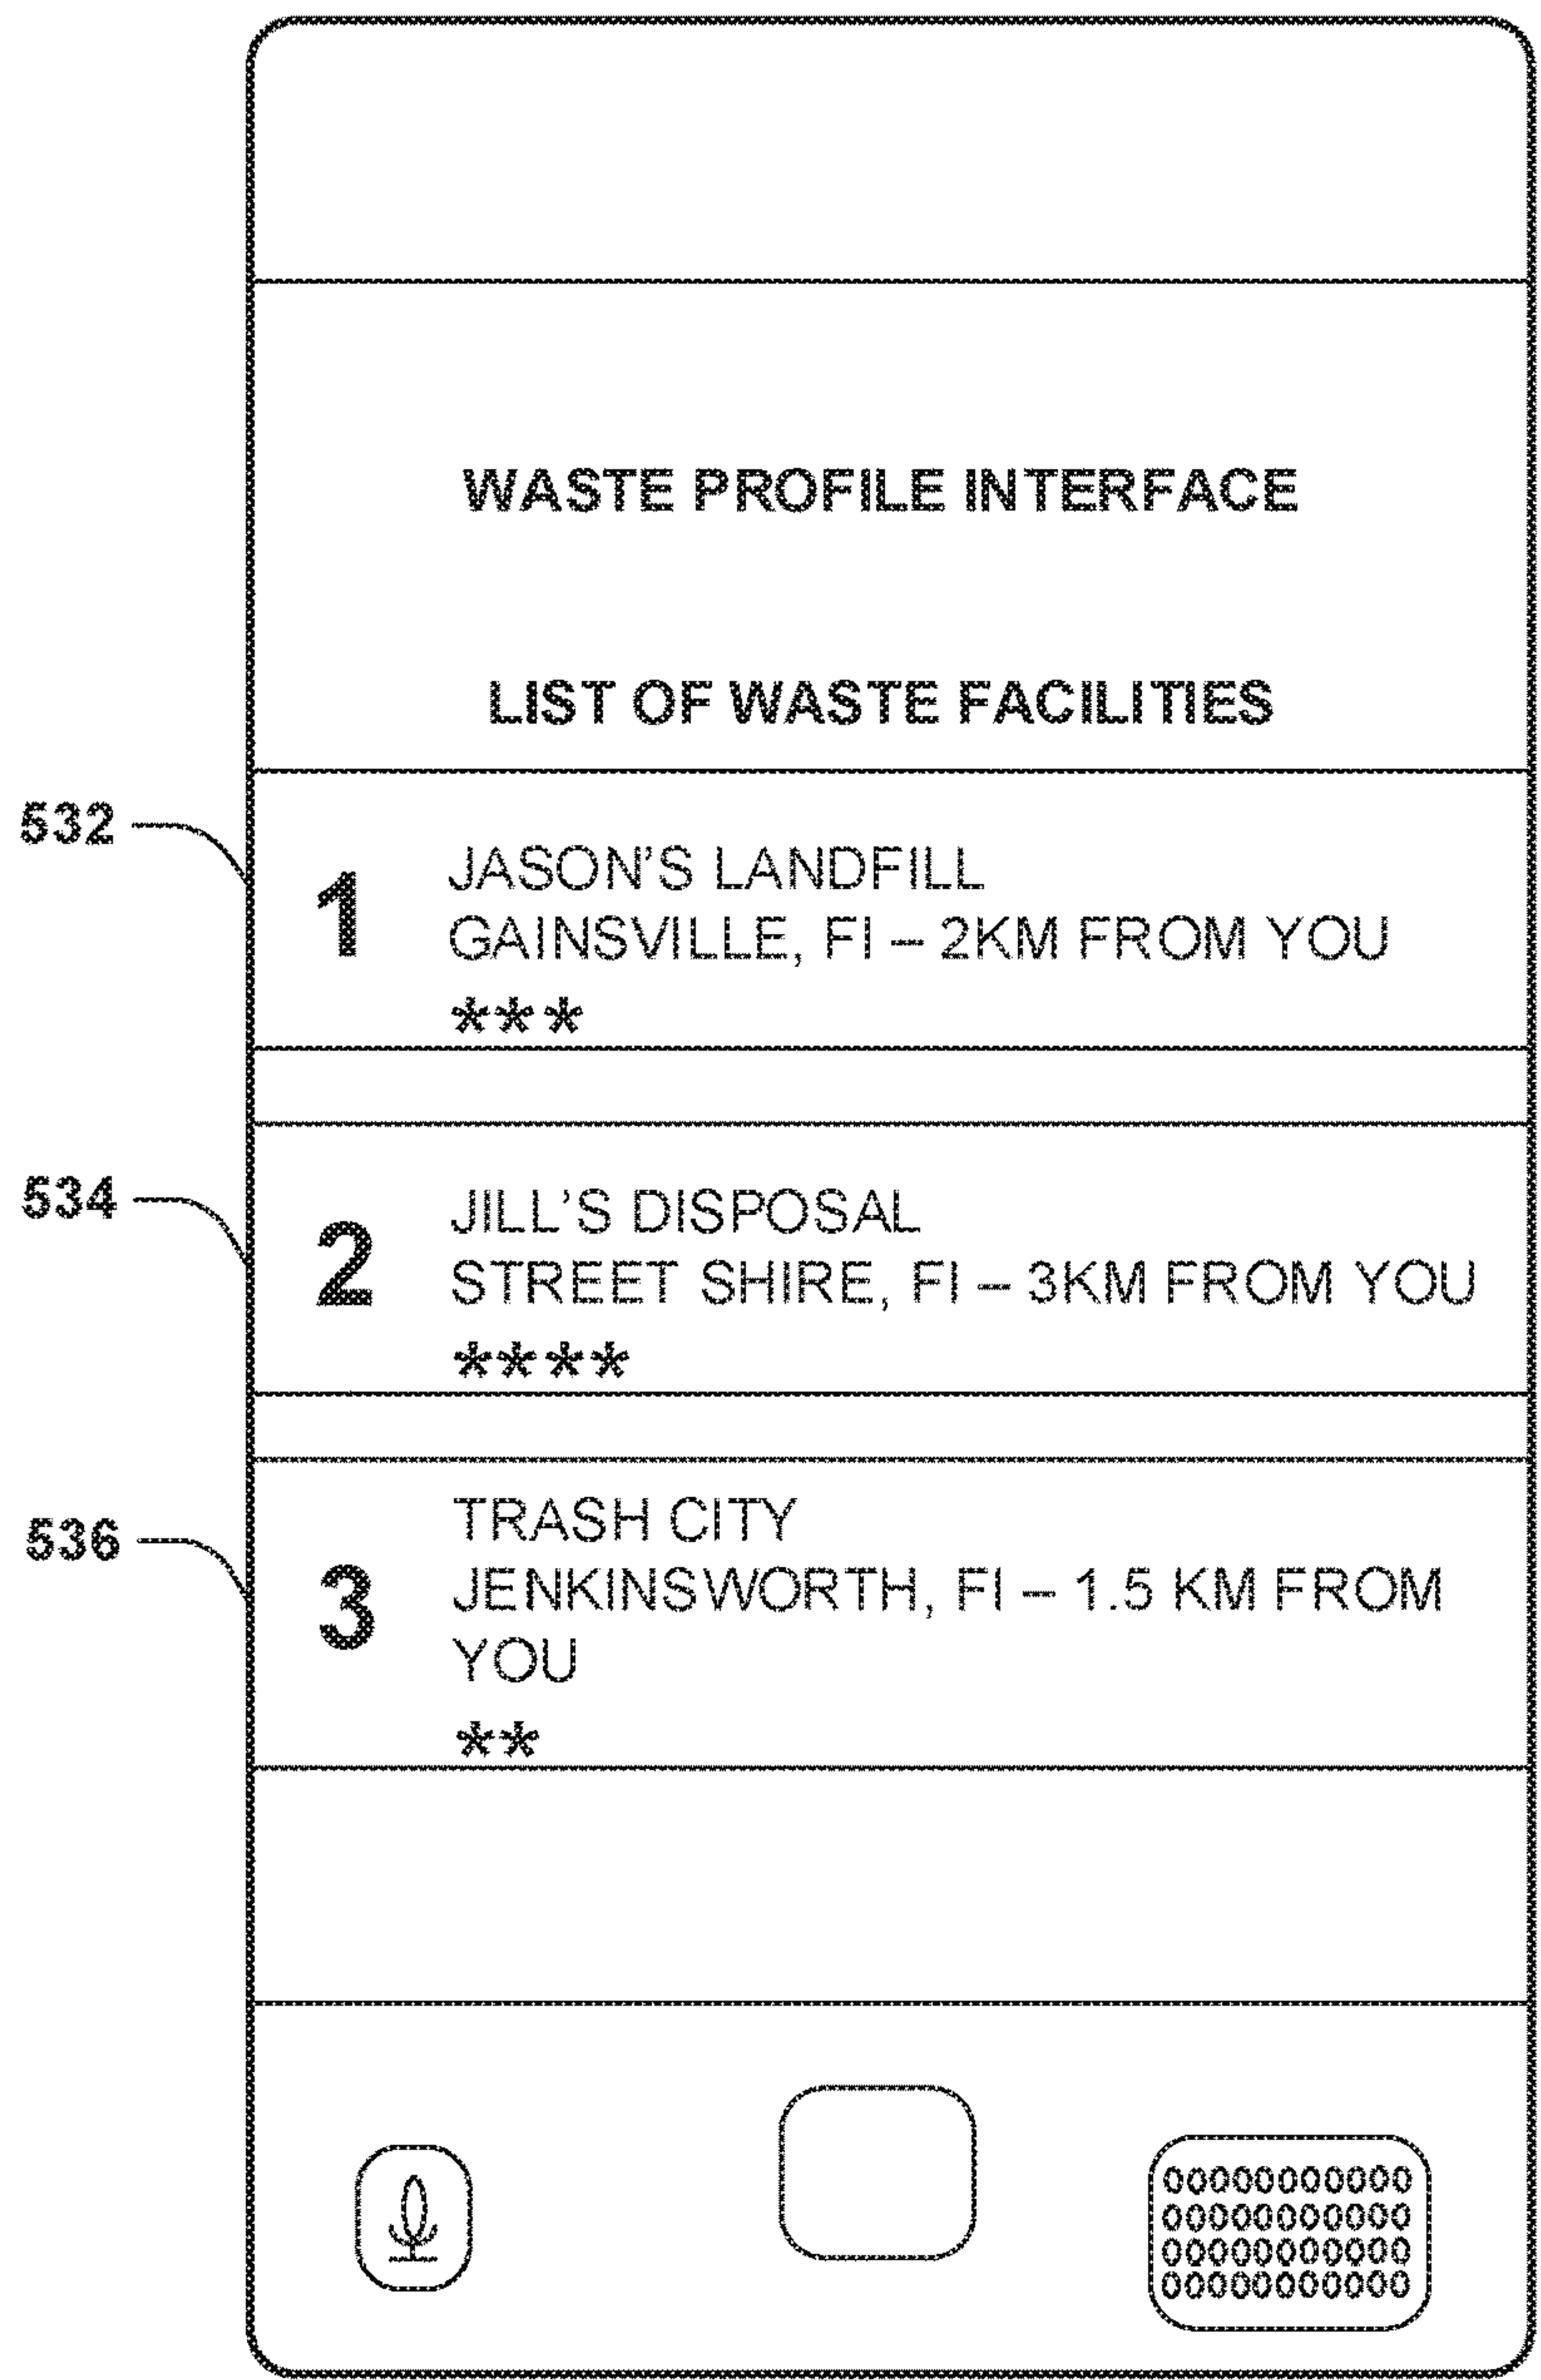 WASTE PROFILE INTERFACE
LIST OF WASTE FACILITIES
532
1
JASON'S LANDFILL
GAINSVILLE, FI – 2KM FROM YOU
***
534
2
JILL'S DISPOSAL
STREET SHIRE, FI – 3KM FROM YOU
****
536
3
TRASH CITY
JENKINSWORTH, FI – 1.5 KM FROM
YOU
**